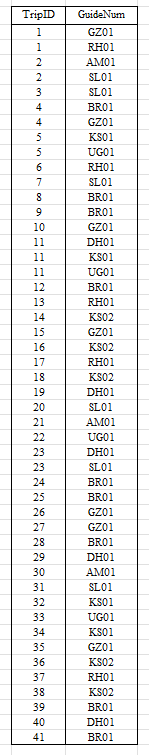 TripID GuideNum
1 GZ01
1 RH01
2 AM01
2 SL01
3 SL01
4 BR01
4 GZ01
5 KS01
5 UG01
6 RH01
7 SL01
8 BR01
9 BR01
10 GZ01
11 DH01
11 KS01
11 UG01
12 BR01
13 RH01
14 KS02
15 GZ01
16 KS02
17 RH01
18 KS02
19 DH01
20 SL01
21 AM01
22 UG01
23 DH01
23 SL01
24 BR01
25 BR01
26 GZ01
27 GZ01
28 BR01
29 DH01
30 AM01
31 SL01
32 KS01
33 UG01
34 KS01
35 GZ01
36 KS02
37 RH01
38 KS02
39 BR01
40 DH01
41 BR01